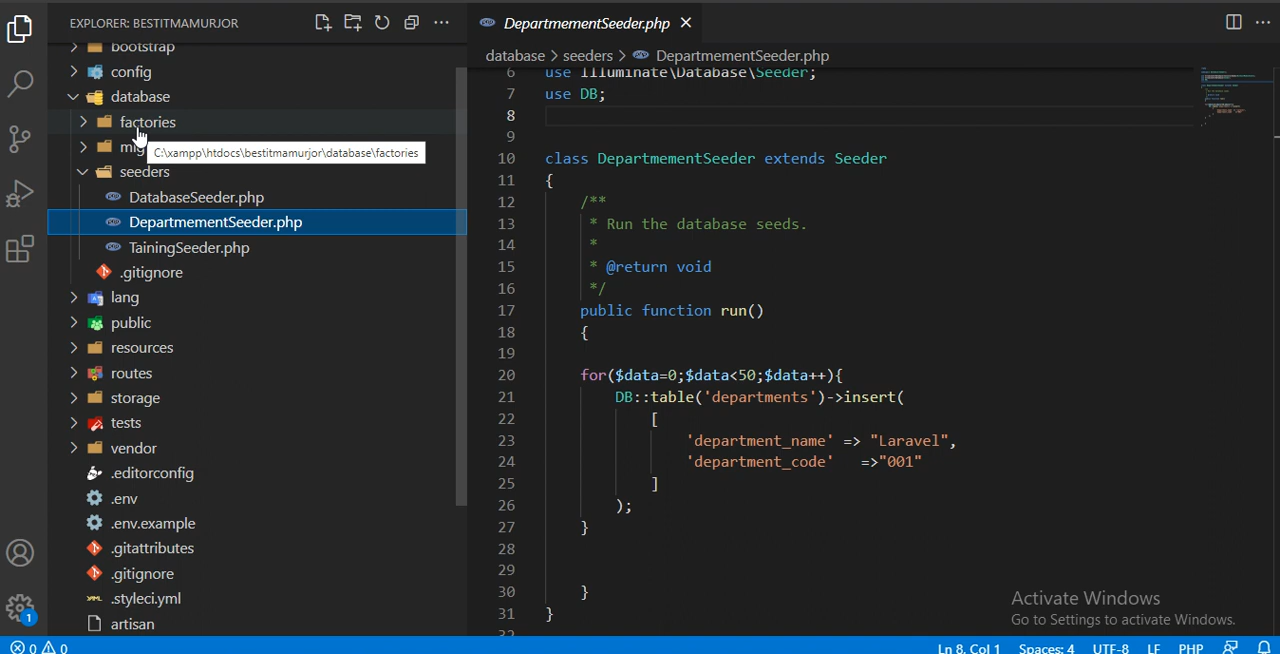 EXPLORER: BESTITMAMURJOR
bootstrap
config
database
factories
mig
C:\xampp\htdocs\bestitmamurjor\database\factories
seeders
DatabaseSeeder.php
DepartmementSeeder.php
TainingSeeder.php
.gitignore
lang
public
resources
routes
storage
tests
vendor
.editorconfig
.env
.env.example
.gitattributes
.gitignore
.styleci.yml
artisan
DepartmementSeeder.php
database > seeders > DepartmementSeeder.php
6 use Illuminate\Database\Seeder;
7 use DB;
8
9
10 class DepartmementSeeder extends Seeder
11 {
12 /**
13 * Run the database seeds.
14 *
15 * @return void
16 */
17 public function run()
18 {
19
20 for($data=0;$data<50;$data++){
21 DB::table('departments')->insert(
22 [
23 'department_name' => "Laravel",
24 'department_code' =>"001"
25 ]
26 );
27 }
28
29
30 }
31 }
32
Activate Windows
Go to Settings to activate Windows.
1
0 0 Ln 8, Col 1 Spaces: 4 UTF-8 LF PHP